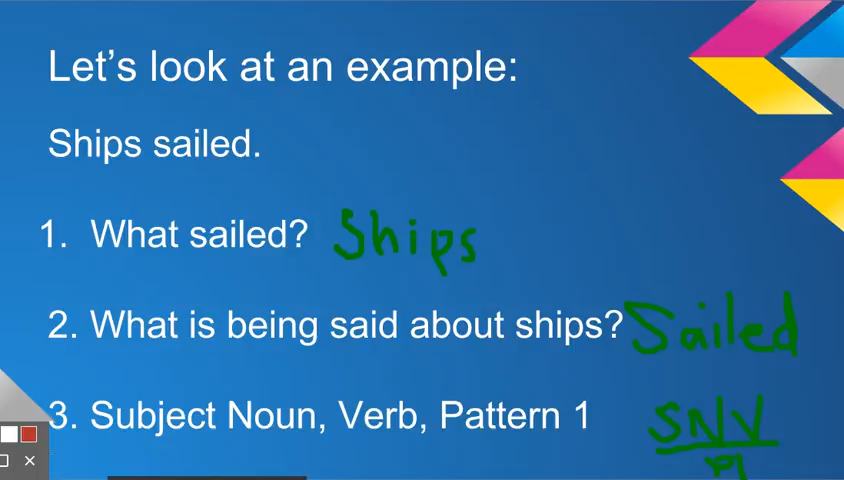 Let's look at an example:
Ships sailed.
1. What sailed? Ships
2. What is being said about ships? Sailed
3. Subject Noun, Verb, Pattern 1 SNV
P1